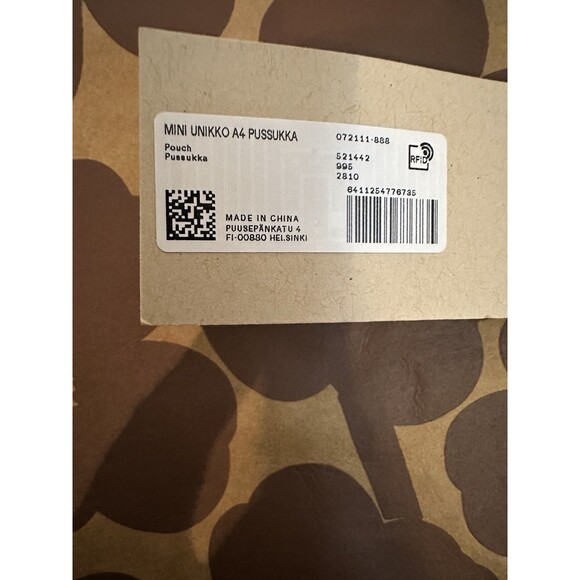 MINI UNIKKO A4 PUSSUKKA
072111-888
Pouch
Pussukka
521442
995
2810
RFID
6411254776735
MADE IN CHINA
PUUSEPÄNKATU 4
FI-00880 HELSINKI